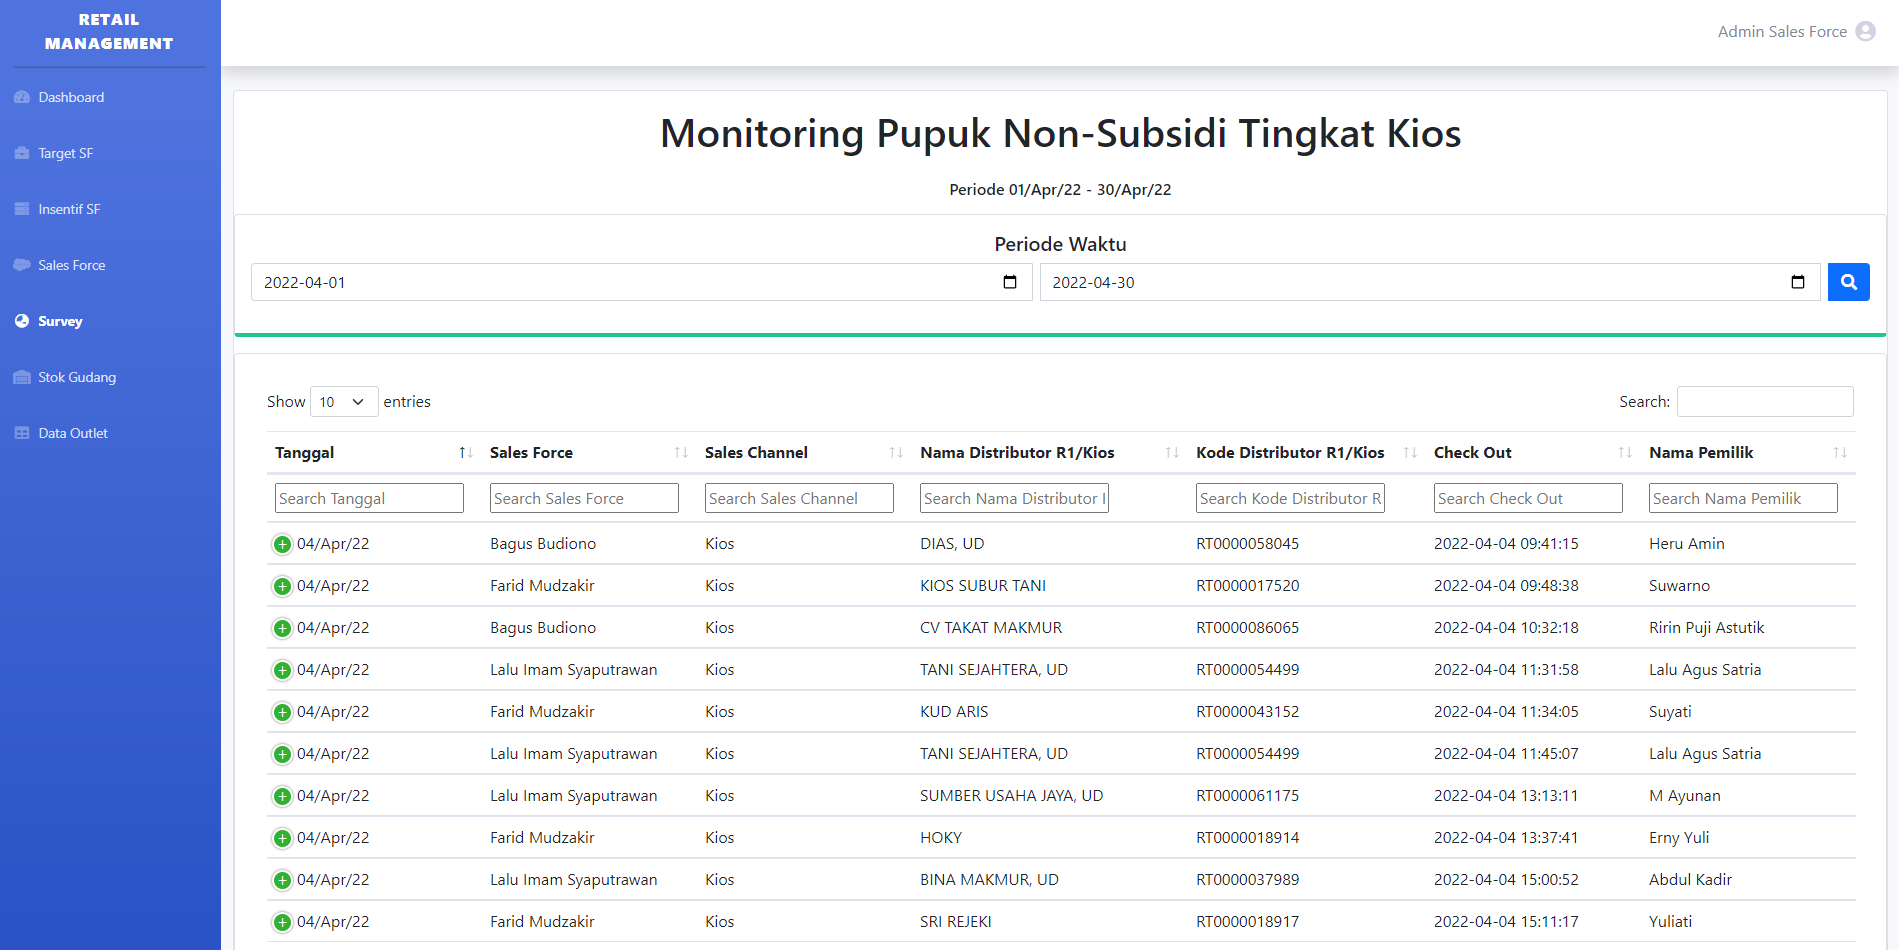 RETAIL
MANAGEMENT
Dashboard
Target SF
Insentif SF
Sales Force
Survey
Stok Gudang
Data Outlet
Admin Sales Force
Monitoring Pupuk Non-Subsidi Tingkat Kios
Periode 01/Apr/22 - 30/Apr/22
Periode Waktu
2022-04-01 2022-04-30
Show 10 entries Search:
Tanggal Sales Force Sales Channel Nama Distributor R1/Kios Kode Distributor R1/Kios Check Out Nama Pemilik
Search Tanggal Search Sales Force Search Sales Channel Search Nama Distributor Search Kode Distributor R Search Check Out Search Nama Pemilik
04/Apr/22 Bagus Budiono Kios DIAS, UD RT0000058045 2022-04-04 09:41:15 Heru Amin
04/Apr/22 Farid Mudzakir Kios KIOS SUBUR TANI RT0000017520 2022-04-04 09:48:38 Suwarno
04/Apr/22 Bagus Budiono Kios CV TAKAT MAKMUR RT0000086065 2022-04-04 10:32:18 Ririn Puji Astutik
04/Apr/22 Lalu Imam Syaputrawan Kios TANI SEJAHTERA, UD RT0000054499 2022-04-04 11:31:58 Lalu Agus Satria
04/Apr/22 Farid Mudzakir Kios KUD ARIS RT0000043152 2022-04-04 11:34:05 Suyati
04/Apr/22 Lalu Imam Syaputrawan Kios TANI SEJAHTERA, UD RT0000054499 2022-04-04 11:45:07 Lalu Agus Satria
04/Apr/22 Lalu Imam Syaputrawan Kios SUMBER USAHA JAYA, UD RT0000061175 2022-04-04 13:13:11 M Ayunan
04/Apr/22 Farid Mudzakir Kios HOKY RT0000018914 2022-04-04 13:37:41 Erny Yuli
04/Apr/22 Lalu Imam Syaputrawan Kios BINA MAKMUR, UD RT0000037989 2022-04-04 15:00:52 Abdul Kadir
04/Apr/22 Farid Mudzakir Kios SRI REJEKI RT0000018917 2022-04-04 15:11:17 Yuliati